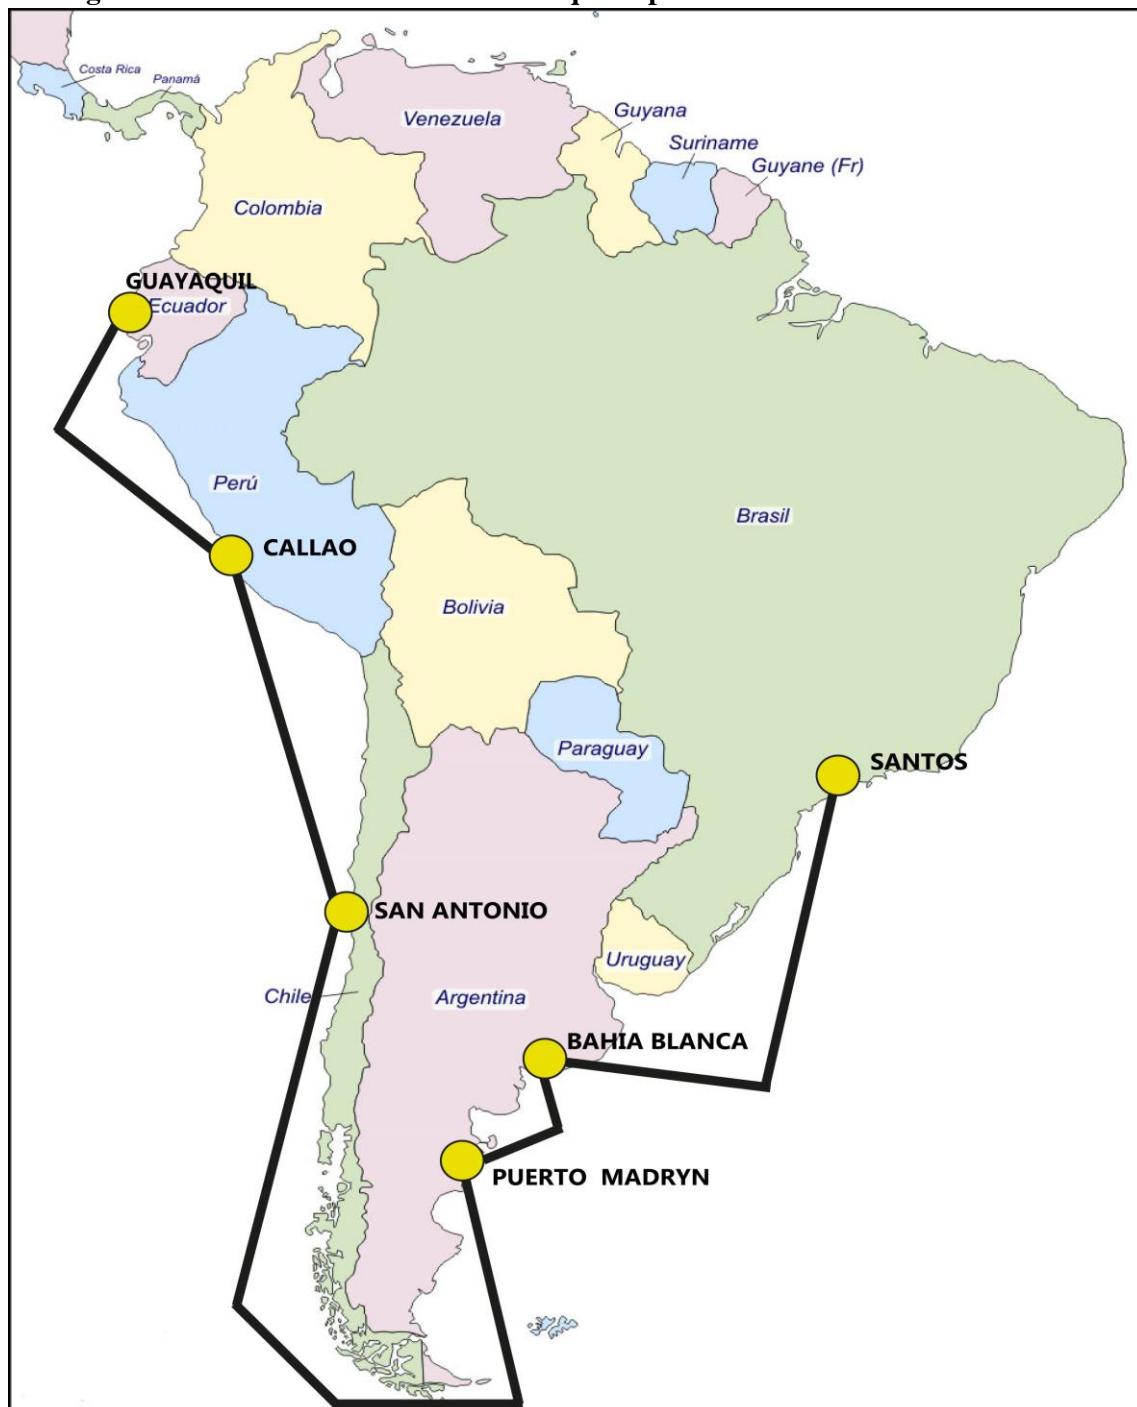 Costa Rica
Panamá
Venezuela
Guyana
Suriname
Guyane (Fr)
Colombia
GUAYAQUIL
Ecuador
Perú
Brasil
CALLAO
Bolivia
Paraguay
SANTOS
SAN ANTONIO
Uruguay
Chile
Argentina
BAHIA BLANCA
PUERTO MADRYN